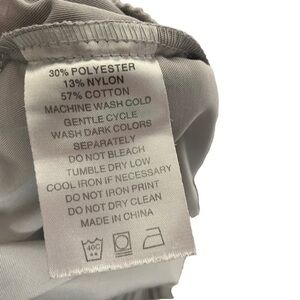 30% POLYESTER
13% NYLON
57% COTTON
MACHINE WASH COLD
GENTLE CYCLE
WASH DARK COLORS
SEPARATELY
DO NOT BLEACH
TUMBLE DRY LOW
COOL IRON IF NECESSARY
DO NOT IRON PRINT
DO NOT DRY CLEAN
MADE IN CHINA
40C